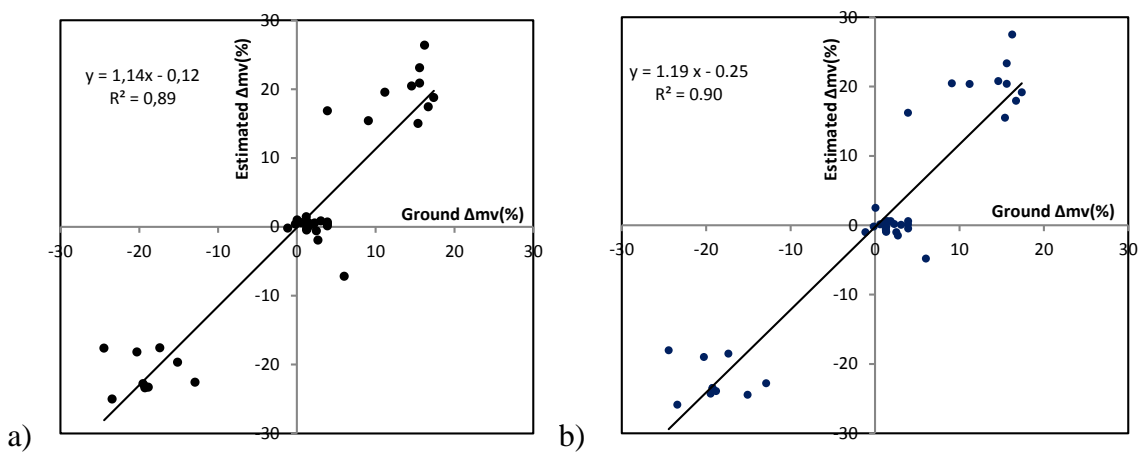 30
20
10
0
-10
-20
-30
-30 -20 -10 0 10 20 30
Estimated Δmv(%)
Ground Δmv(%)
y = 1,14x - 0,12
R² = 0,89
a)
30
20
10
0
-10
-20
-30
-30 -20 -10 0 10 20 30
Estimated Δmv(%)
Ground Δmv(%)
y = 1.19 x - 0.25
R² = 0.90
b)